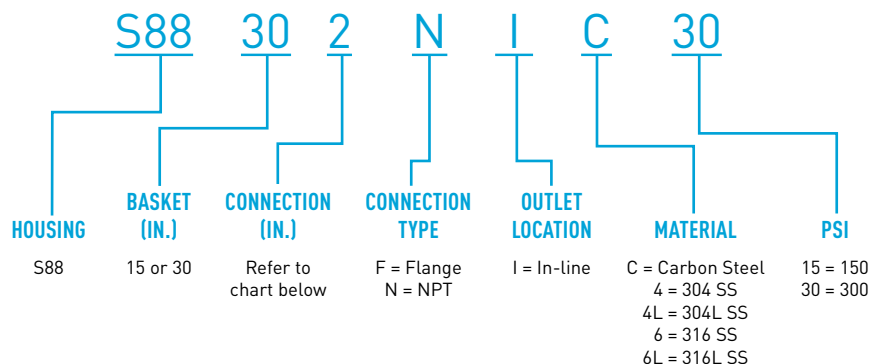 S88 30 2 N I C 30
HOUSING
S88
BASKET
(IN.)
15 or 30
CONNECTION
(IN.)
Refer to
chart below
CONNECTION
TYPE
F = Flange
N = NPT
OUTLET
LOCATION
I = In-line
MATERIAL
C = Carbon Steel
4 = 304 SS
4L = 304L SS
6 = 316 SS
6L = 316L SS
PSI
15 = 150
30 = 300